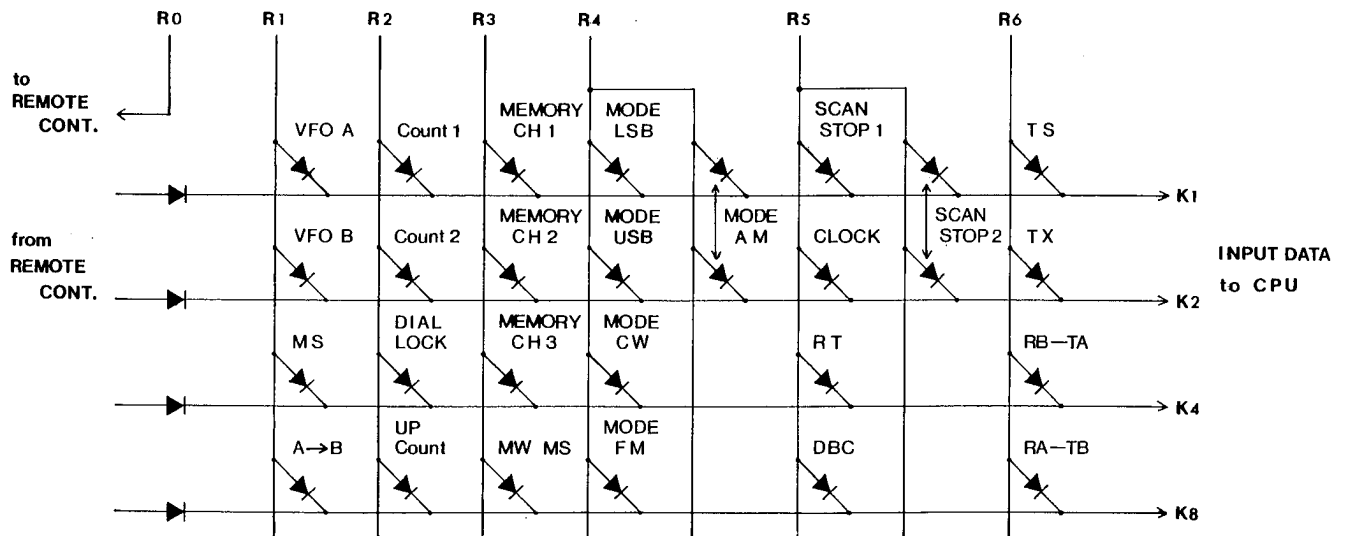 R0 R1 R2 R3 R4 R5 R6
to
REMOTE
CONT.
VFO A
Count 1
MEMORY
CH 1
MODE
LSB
SCAN
STOP 1
TS
K1
from
REMOTE
CONT.
VFO B
Count 2
MEMORY
CH 2
MODE
USB
MODE
AM
CLOCK
SCAN
STOP2
TX
K2
INPUT DATA
to CPU
MS
DIAL
LOCK
MEMORY
CH 3
MODE
CW
RT
RB—TA
K4
A→B
UP
Count
MW MS
MODE
FM
DBC
RA—TB
K8